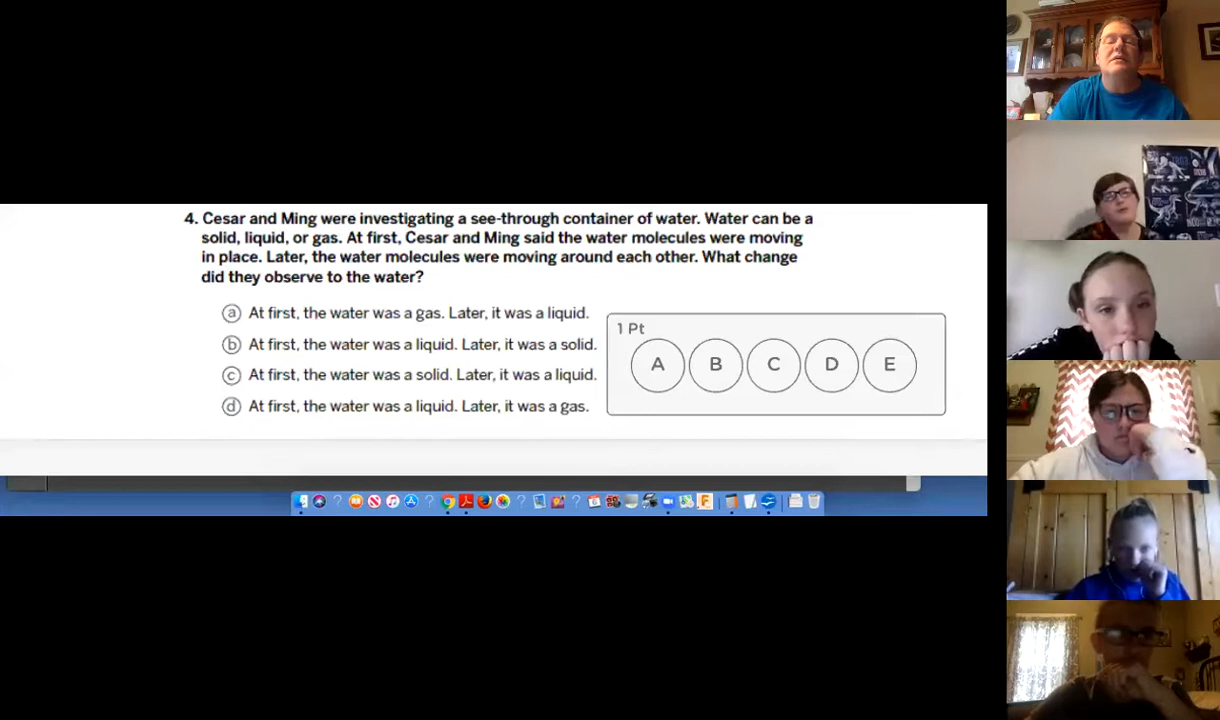 4. Cesar and Ming were investigating a see-through container of water. Water can be a
solid, liquid, or gas. At first, Cesar and Ming said the water molecules were moving
in place. Later, the water molecules were moving around each other. What change
did they observe to the water?
a At first, the water was a gas. Later, it was a liquid.
b At first, the water was a liquid. Later, it was a solid.
c At first, the water was a solid. Later, it was a liquid.
d At first, the water was a liquid. Later, it was a gas.
1 Pt
A B C D E